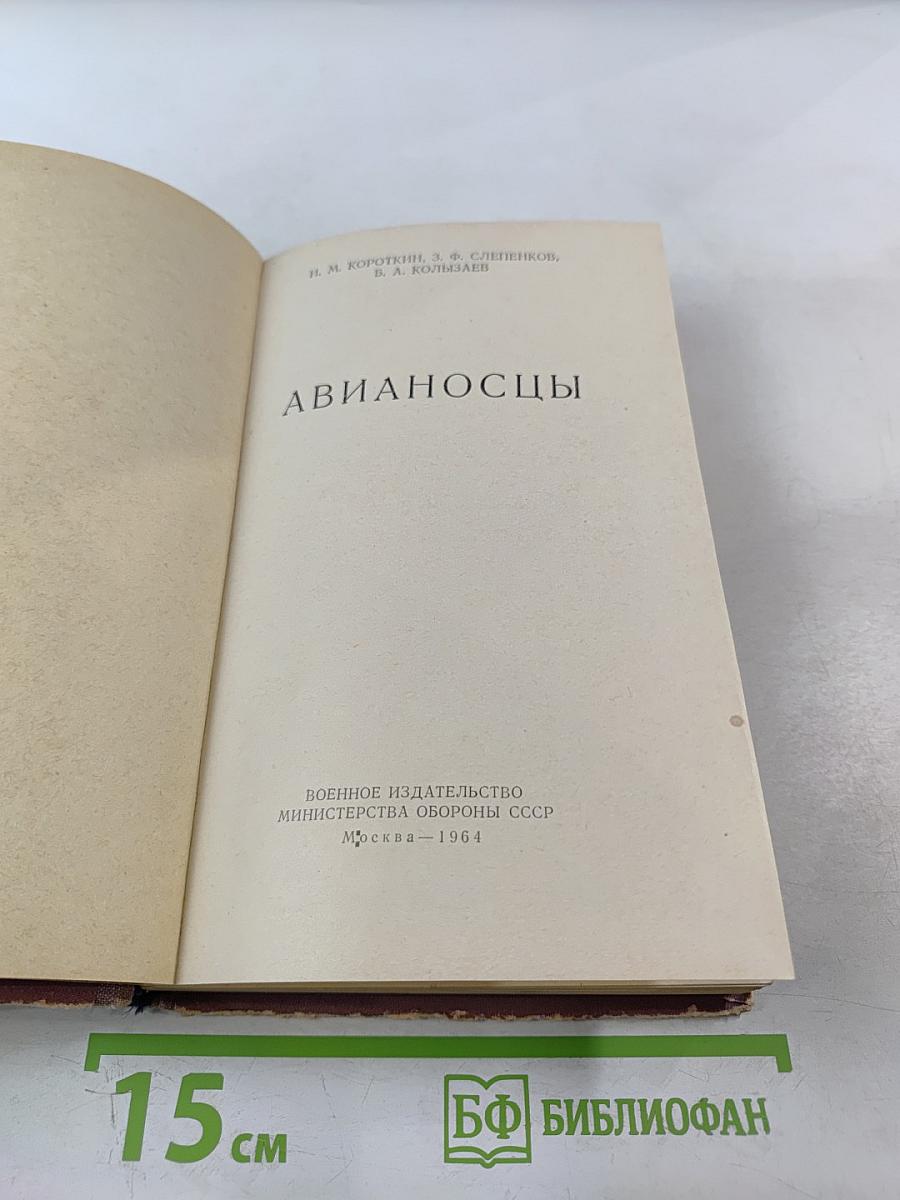 И. М. КОРОТКИН, З. Ф. СЛЕПЕНКОВ,
Б. А. КОЛЫЗАЕВ
АВИАНОСЦЫ
ВОЕННОЕ ИЗДАТЕЛЬСТВО
МИНИСТЕРСТВА ОБОРОНЫ СССР
Москва—1964
15 см
БФ БИБЛИОФАН